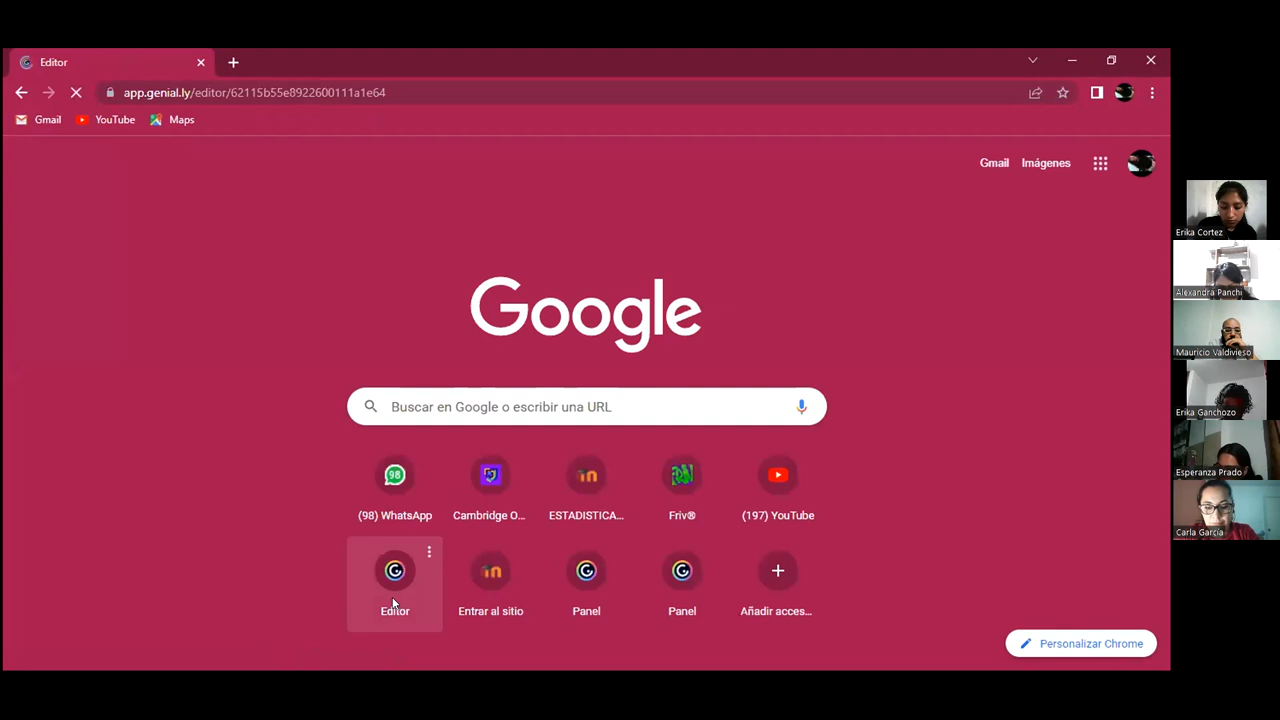 Editor
app.genial.ly/editor/62115b55e8922600111a1e64
Gmail YouTube Maps
Gmail Imágenes
Google
Buscar en Google o escribir una URL
98
(98) WhatsApp Cambridge O... ESTADISTICA... Friv® (197) YouTube
Editor Entrar al sitio Panel Panel Añadir acces...
Personalizar Chrome
Erika Cortez
Alexandra Panchi
Mauricio Valdivieso
Erika Ganchozo
Esperanza Prado
Carla García